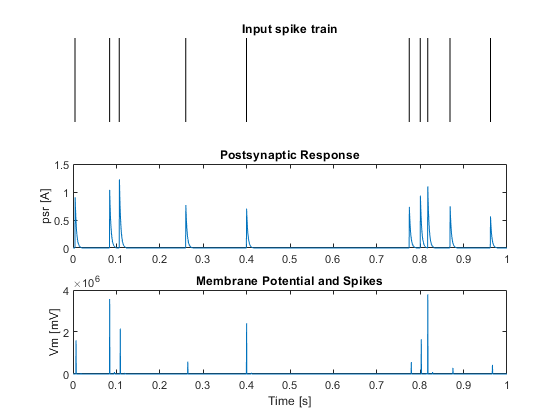 Input spike train
Postsynaptic Response
psr [A]
1.5
1
0.5
0
0 0.1 0.2 0.3 0.4 0.5 0.6 0.7 0.8 0.9 1
Membrane Potential and Spikes
×10^6
Vm [mV]
4
2
0
0 0.1 0.2 0.3 0.4 0.5 0.6 0.7 0.8 0.9 1
Time [s]